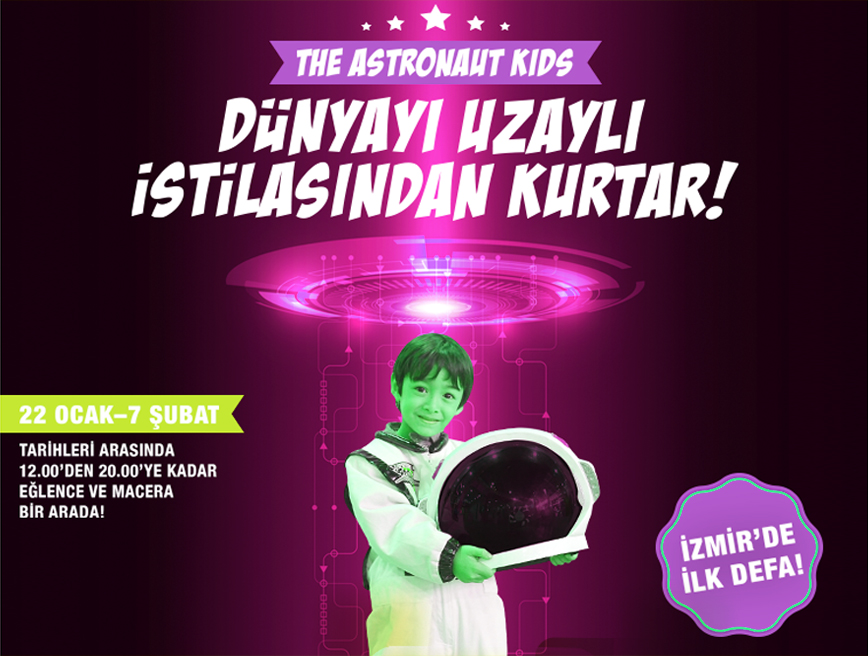 THE ASTRONAUT KIDS
DÜNYAYI UZAYLI
İSTİLASINDAN KURTAR!
22 OCAK–7 ŞUBAT
TARİHLERİ ARASINDA
12.00'DEN 20.00'YE KADAR
EĞLENCE VE MACERA
BİR ARADA!
İZMİR'DE
İLK DEFA!